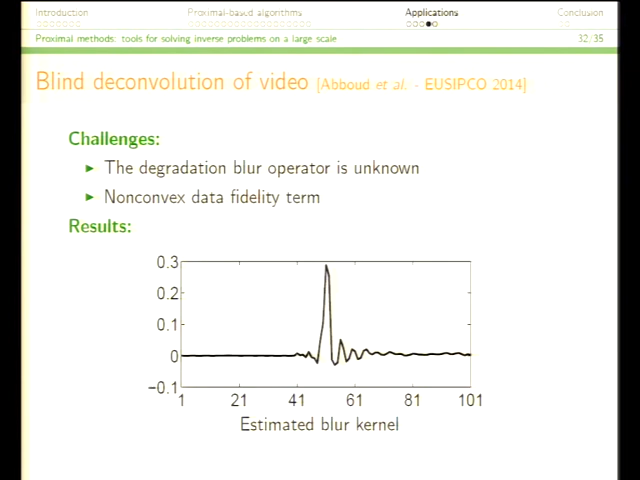 Introduction Proximal-based algorithms Applications Conclusion
Proximal methods: tools for solving inverse problems on a large scale 32/35
Blind deconvolution of video [Abboud et al. - EUSIPCO 2014]
Challenges:
► The degradation blur operator is unknown
► Nonconvex data fidelity term
Results:
0.3
0.2
0.1
0
−0.1
1 21 41 61 81 101
Estimated blur kernel